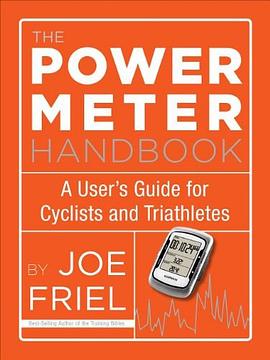 THE
POWER
METER
HANDBOOK
A User's Guide for
Cyclists and Triathletes
BY JOE
FRIEL
Best-Selling Author of the Training Bibles